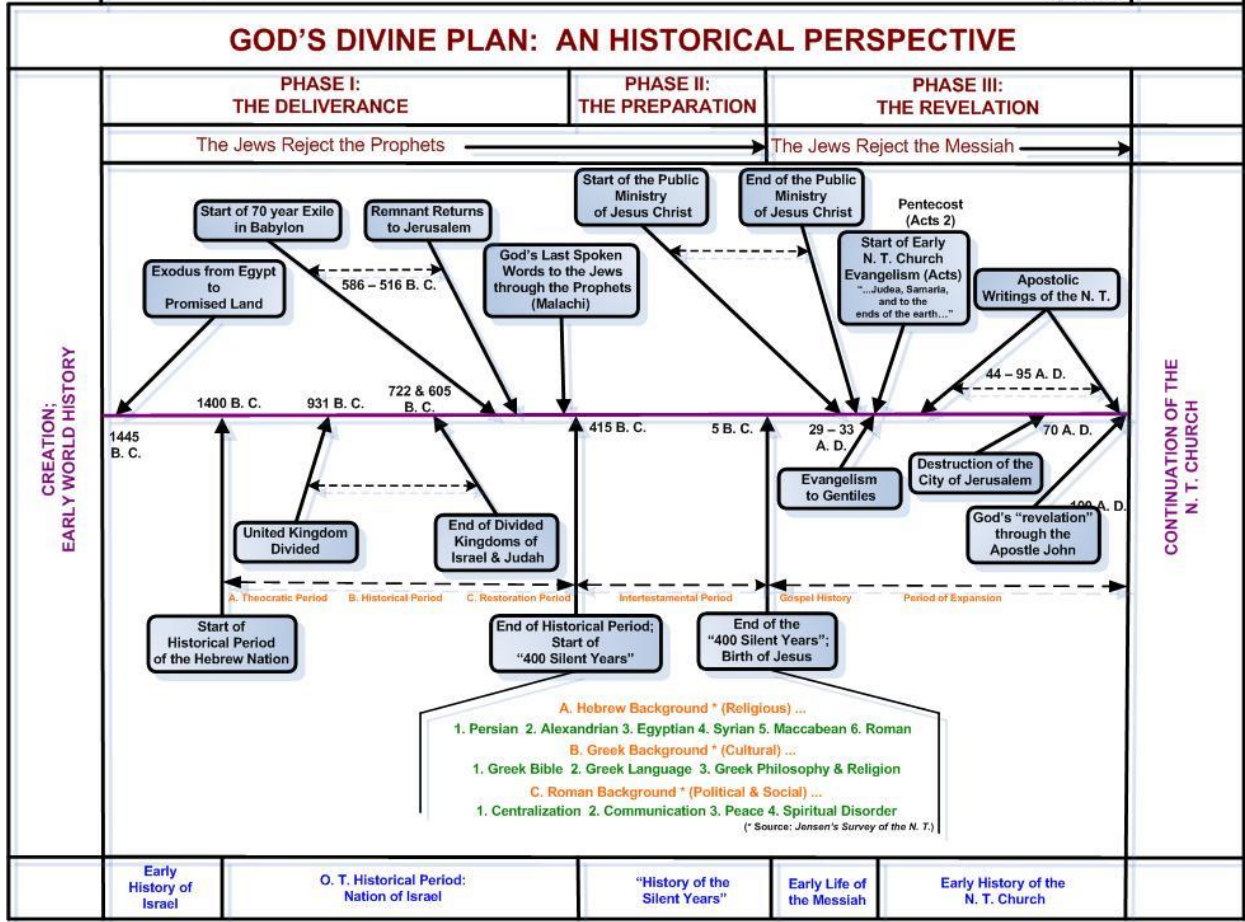 GOD'S DIVINE PLAN: AN HISTORICAL PERSPECTIVE
PHASE I:
THE DELIVERANCE
PHASE II:
THE PREPARATION
PHASE III:
THE REVELATION
The Jews Reject the Prophets
The Jews Reject the Messiah
CREATION;
EARLY WORLD HISTORY
Exodus from Egypt
to
Promised Land
Start of 70 year Exile
in Babylon
Remnant Returns
to Jerusalem
586 – 516 B. C.
God's Last Spoken
Words to the Jews
through the Prophets
(Malachi)
Start of the Public
Ministry
of Jesus Christ
End of the Public
Ministry
of Jesus Christ
Pentecost
(Acts 2)
Start of Early
N. T. Church
Evangelism (Acts)
"...Judea, Samaria,
and to the
ends of the earth..."
Apostolic
Writings of the N. T.
44 – 95 A. D.
1445
B. C.
1400 B. C.
931 B. C.
722 & 605
B. C.
415 B. C.
5 B. C.
29 – 33
A. D.
70 A. D.
100 A. D.
United Kingdom
Divided
End of Divided
Kingdoms of
Israel & Judah
Evangelism
to Gentiles
Destruction of the
City of Jerusalem
God's "revelation"
through the
Apostle John
A. Theocratic Period
B. Historical Period
C. Restoration Period
Intertestamental Period
Gospel History
Period of Expansion
Start of
Historical Period
of the Hebrew Nation
End of Historical Period;
Start of
"400 Silent Years"
End of the
"400 Silent Years";
Birth of Jesus
A. Hebrew Background * (Religious) ...
1. Persian 2. Alexandrian 3. Egyptian 4. Syrian 5. Maccabean 6. Roman
B. Greek Background * (Cultural) ...
1. Greek Bible 2. Greek Language 3. Greek Philosophy & Religion
C. Roman Background * (Political & Social) ...
1. Centralization 2. Communication 3. Peace 4. Spiritual Disorder
(* Source: Jensen's Survey of the N. T.)
CONTINUATION OF THE
N. T. CHURCH
Early
History of
Israel
O. T. Historical Period:
Nation of Israel
"History of the
Silent Years"
Early Life of
the Messiah
Early History of the
N. T. Church